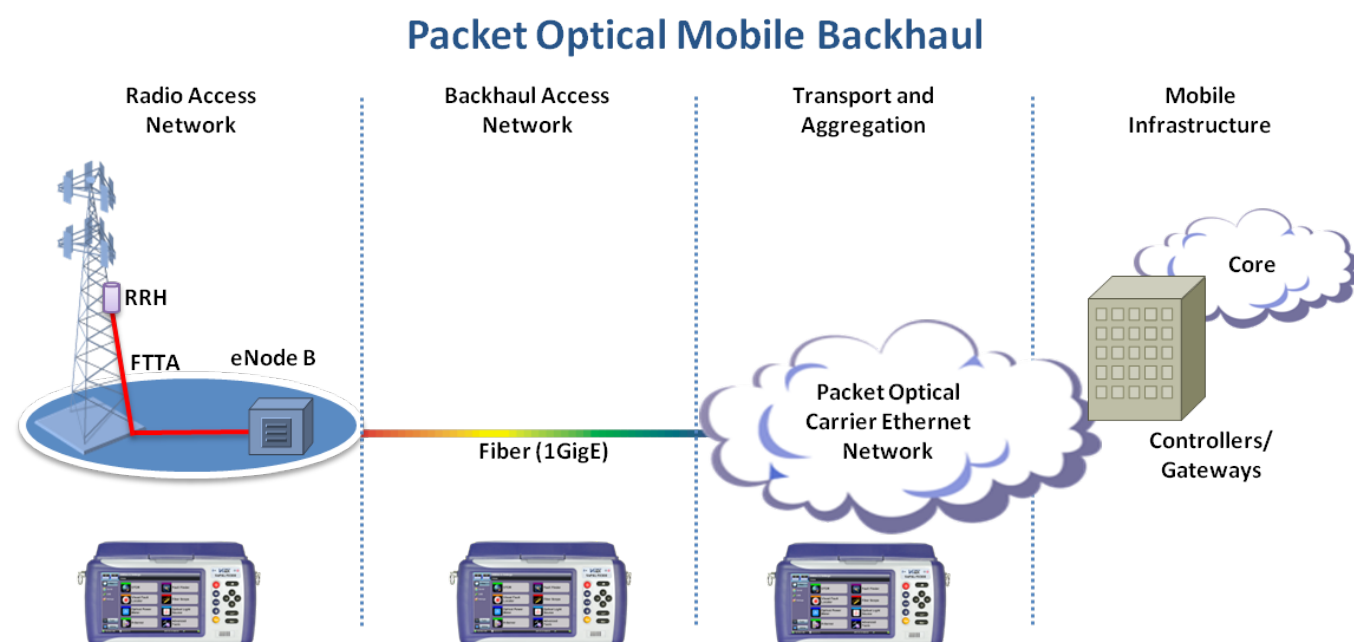 Packet Optical Mobile Backhaul
Radio Access
Network
Backhaul Access
Network
Transport and
Aggregation
Mobile
Infrastructure
RRH
FTTA
eNode B
Fiber (1GigE)
Packet Optical
Carrier Ethernet
Network
Core
Controllers/
Gateways